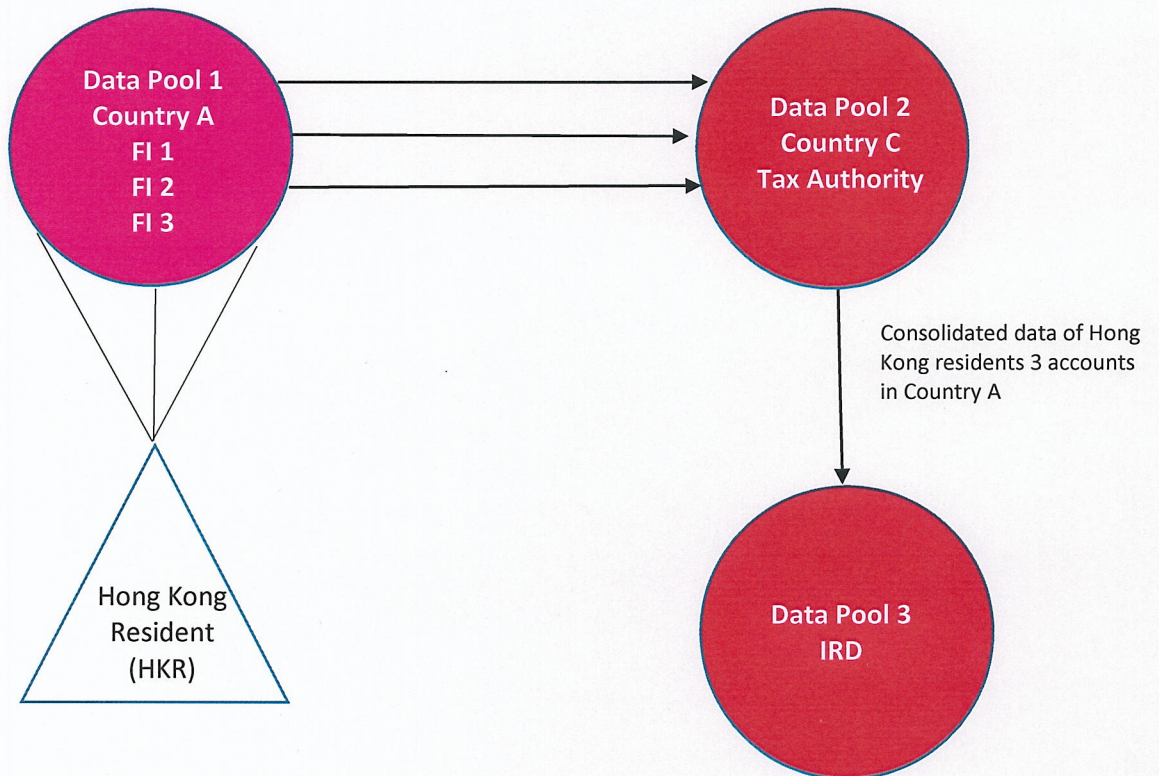 Data Pool 1
Country A
FI 1
FI 2
FI 3
Data Pool 2
Country C
Tax Authority
Consolidated data of Hong
Kong residents 3 accounts
in Country A
Hong Kong
Resident
(HKR)
Data Pool 3
IRD